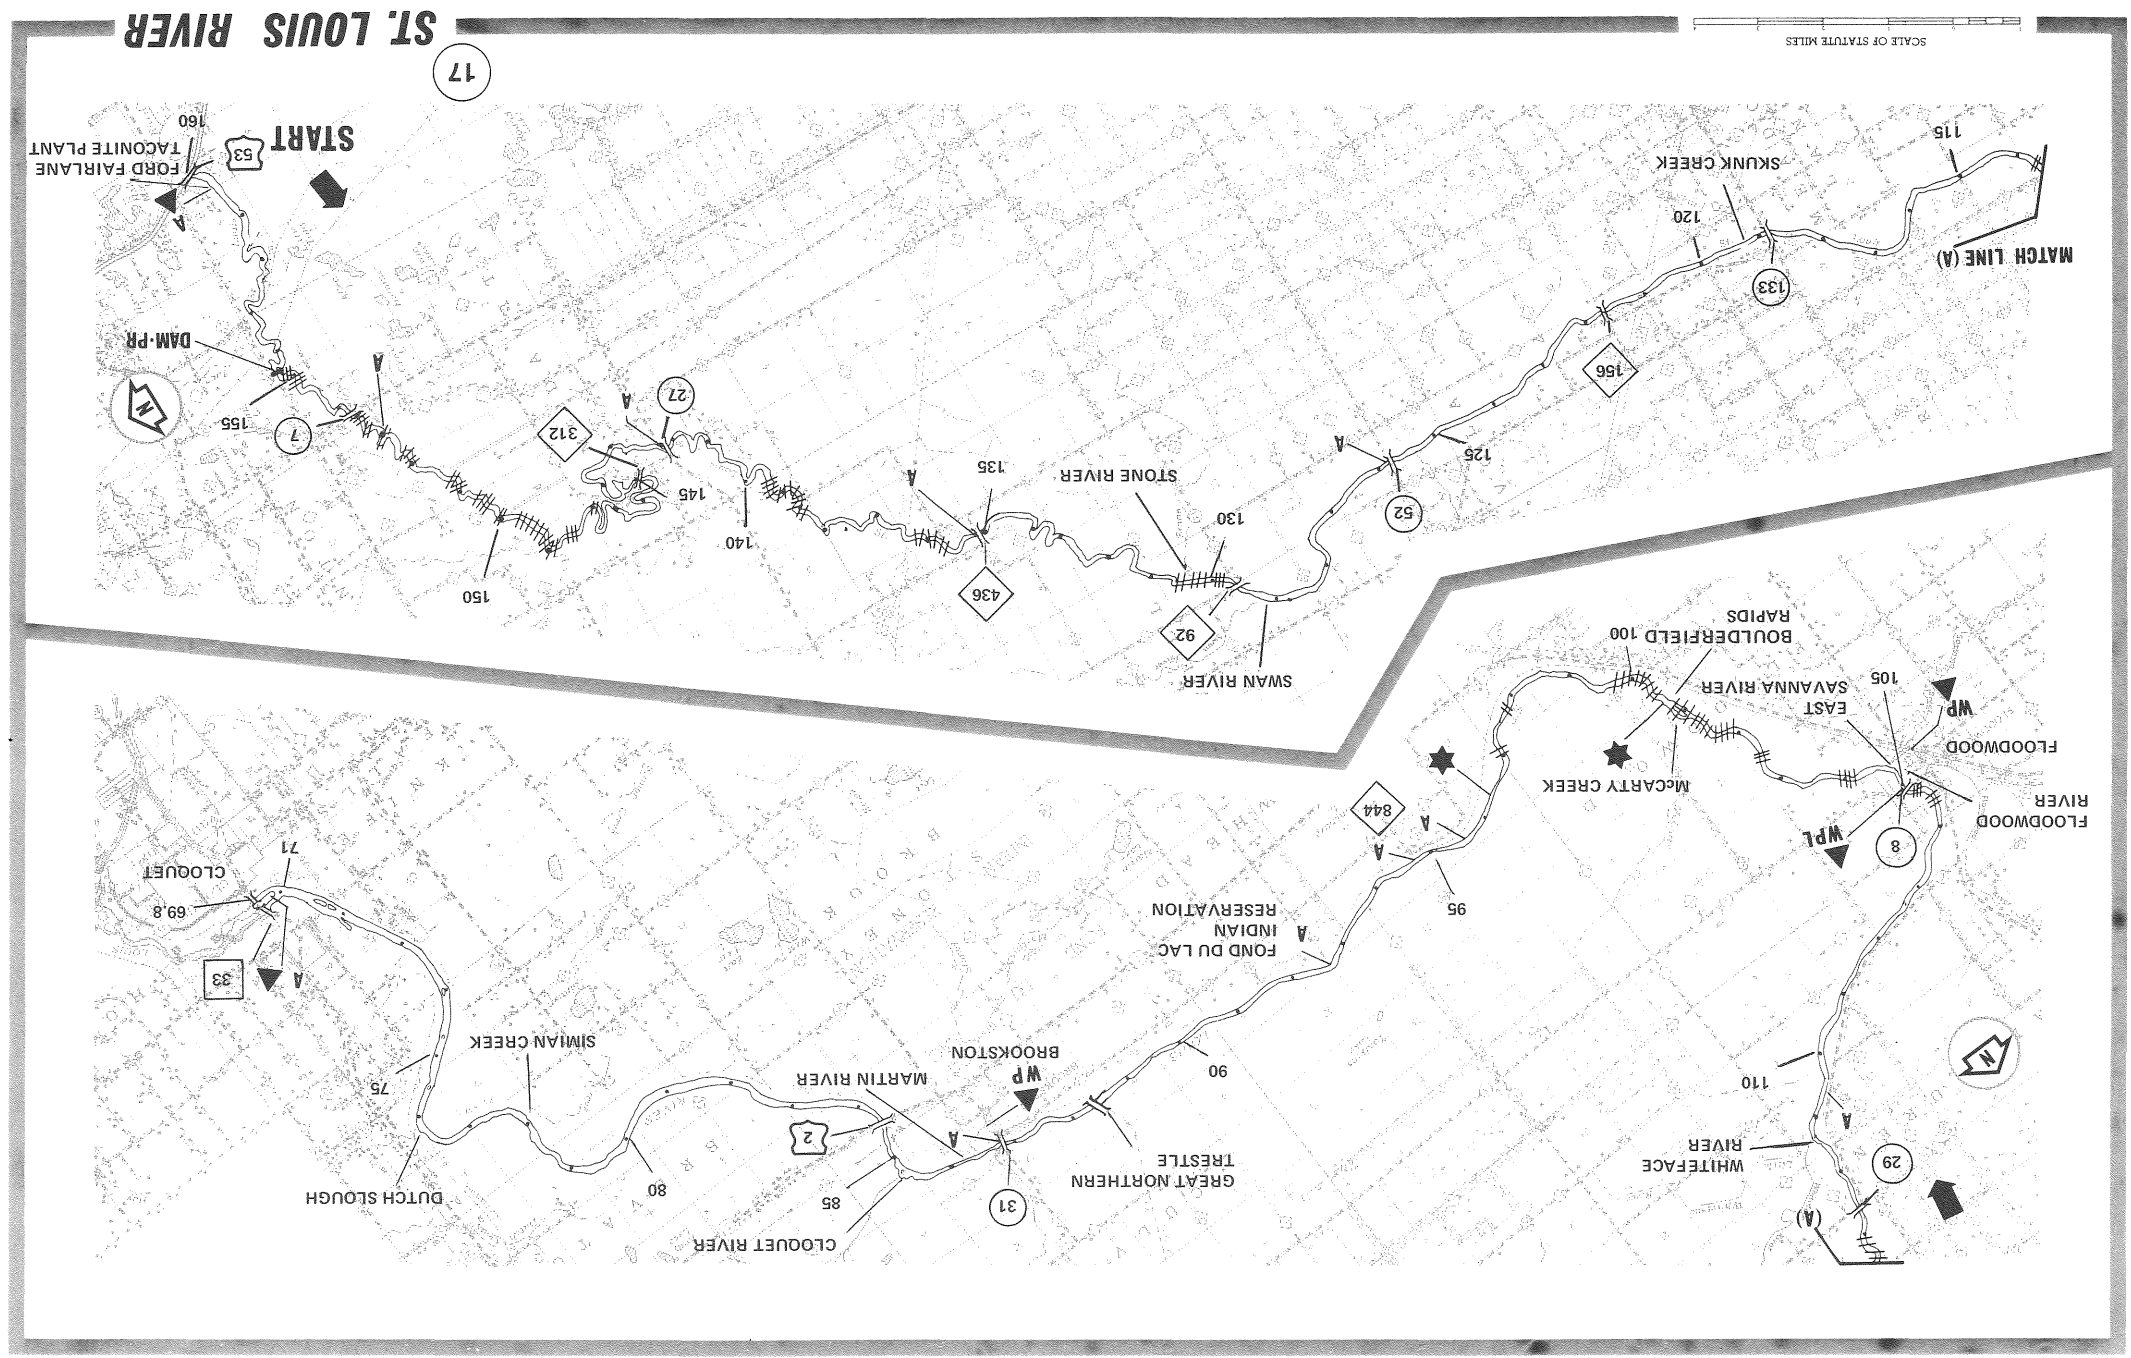 (A)
29
WHITEFACE
RIVER
A
110
N
FLOODWOOD
RIVER
8
WP-L
FLOODWOOD
WP
105
EAST
SAVANNA RIVER
McCARTY CREEK
BOULDERFIELD
RAPIDS
100
844
A
A
95
FOND DU LAC
INDIAN
RESERVATION
A
90
GREAT NORTHERN
TRESTLE
31
A
WP
BROOKSTON
MARTIN RIVER
CLOQUET RIVER
85
2
80
SIMIAN CREEK
DUTCH SLOUGH
75
A
33
69.8
CLOQUET
71
SWAN RIVER
92
130
STONE RIVER
436
135
A
150
140
145
312
27
A
7
155
N
A
DAM-PR
52
A
125
156
133
MATCH LINE (A)
120
SKUNK CREEK
115
A
FORD FAIRLANE
TACONITE PLANT
53
START
160
17
SCALE OF STATUTE MILES
ST. LOUIS RIVER